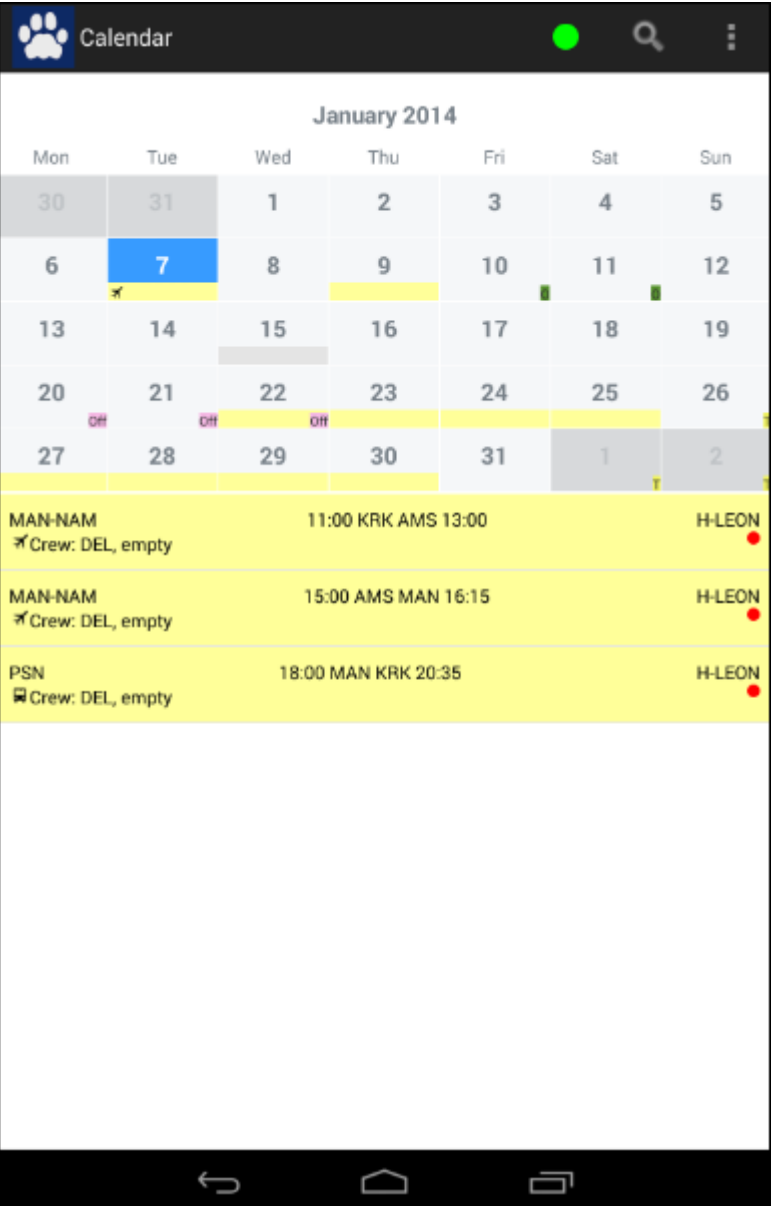 Calendar
January 2014
Mon Tue Wed Thu Fri Sat Sun
30 31 1 2 3 4 5
6 7 8 9 10 11 12
13 14 15 16 17 18 19
20 21 22 23 24 25 26
Off Off Off T
27 28 29 30 31 1 2
T T
MAN-NAM 11:00 KRK AMS 13:00 H-LEON
Crew: DEL, empty
MAN-NAM 15:00 AMS MAN 16:15 H-LEON
Crew: DEL, empty
PSN 18:00 MAN KRK 20:35 H-LEON
Crew: DEL, empty